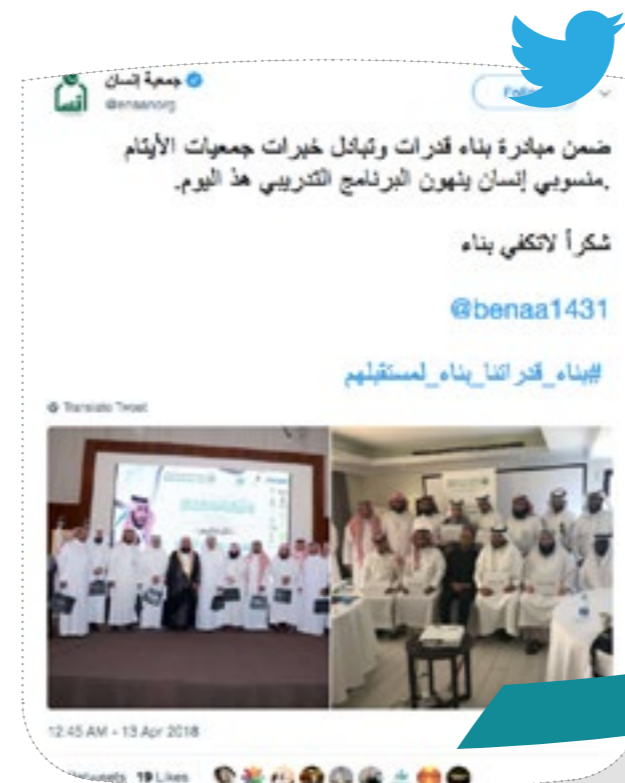 جمعية إنسان
@ensanorg
ضمن مبادرة بناء قدرات وتبادل خبرات جمعيات الأيتام
.منسوبي إنسان ينهون البرنامج التدريبي هذ اليوم
شكراً لاتكفي بناء
@benaa1431
#بناء_قدراتنا_بناء_لمستقبلهم
Translate Tweet
12:45 AM - 13 Apr 2018
Retweets 19 Likes